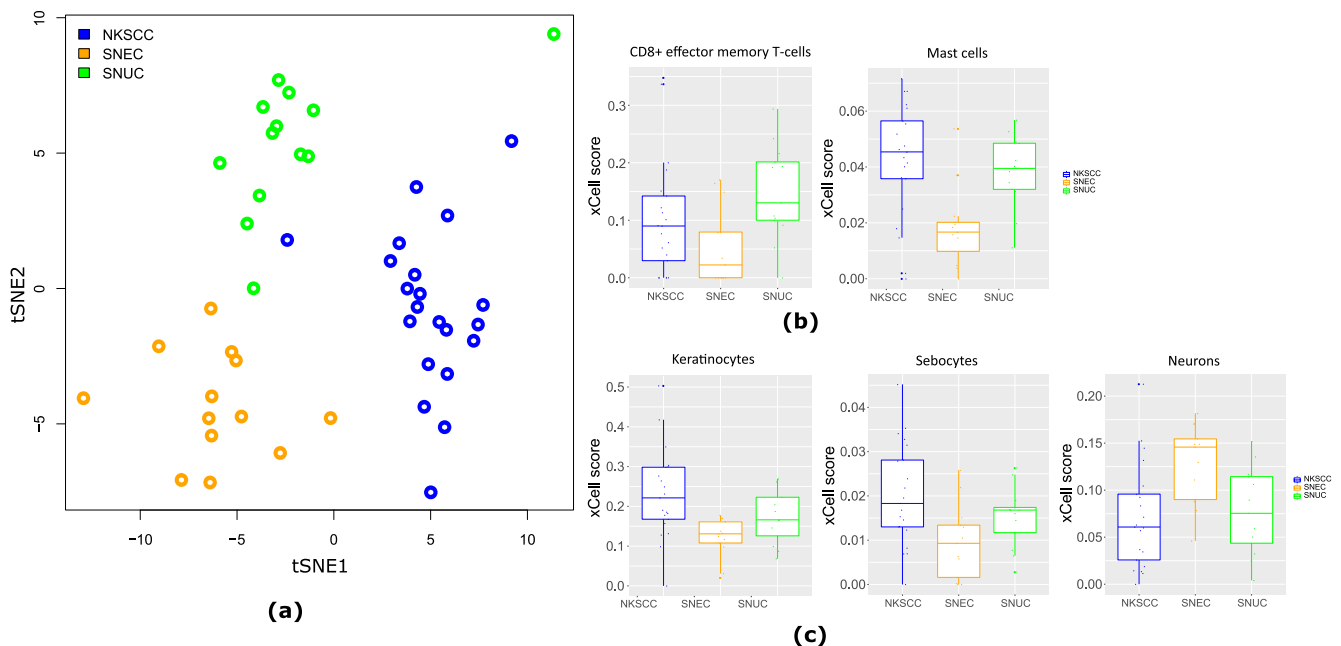 NKSCC
SNEC
SNUC
10
5
0
−5
tSNE2
−10
−5
0
5
10
tSNE1
(a)
CD8+ effector memory T-cells
xCell score
0.3
0.2
0.1
0.0
NKSCC SNEC SNUC
Mast cells
xCell score
0.06
0.04
0.02
0.00
NKSCC SNEC SNUC
NKSCC
SNEC
SNUC
(b)
Keratinocytes
xCell score
0.5
0.4
0.3
0.2
0.1
0.0
NKSCC SNEC SNUC
Sebocytes
xCell score
0.04
0.03
0.02
0.01
0.00
NKSCC SNEC SNUC
Neurons
xCell score
0.20
0.15
0.10
0.05
0.00
NKSCC SNEC SNUC
NKSCC
SNEC
SNUC
(c)